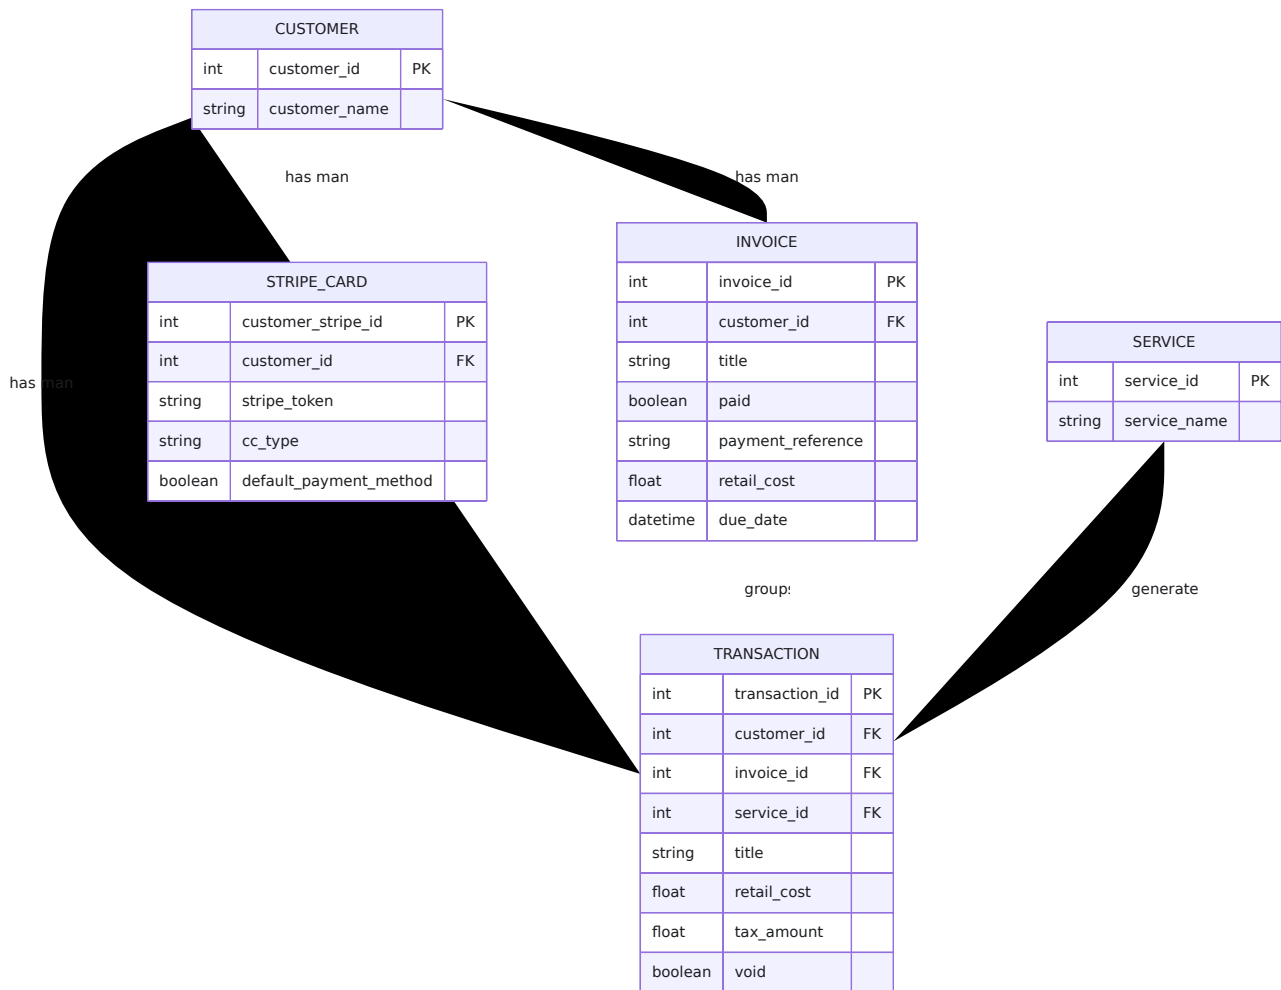 CUSTOMER
int customer_id PK
string customer_name
has man
has man
STRIPE_CARD
int customer_stripe_id PK
int customer_id FK
string stripe_token
string cc_type
boolean default_payment_method
has man
INVOICE
int invoice_id PK
int customer_id FK
string title
boolean paid
string payment_reference
float retail_cost
datetime due_date
SERVICE
int service_id PK
string service_name
groups
generate
TRANSACTION
int transaction_id PK
int customer_id FK
int invoice_id FK
int service_id FK
string title
float retail_cost
float tax_amount
boolean void